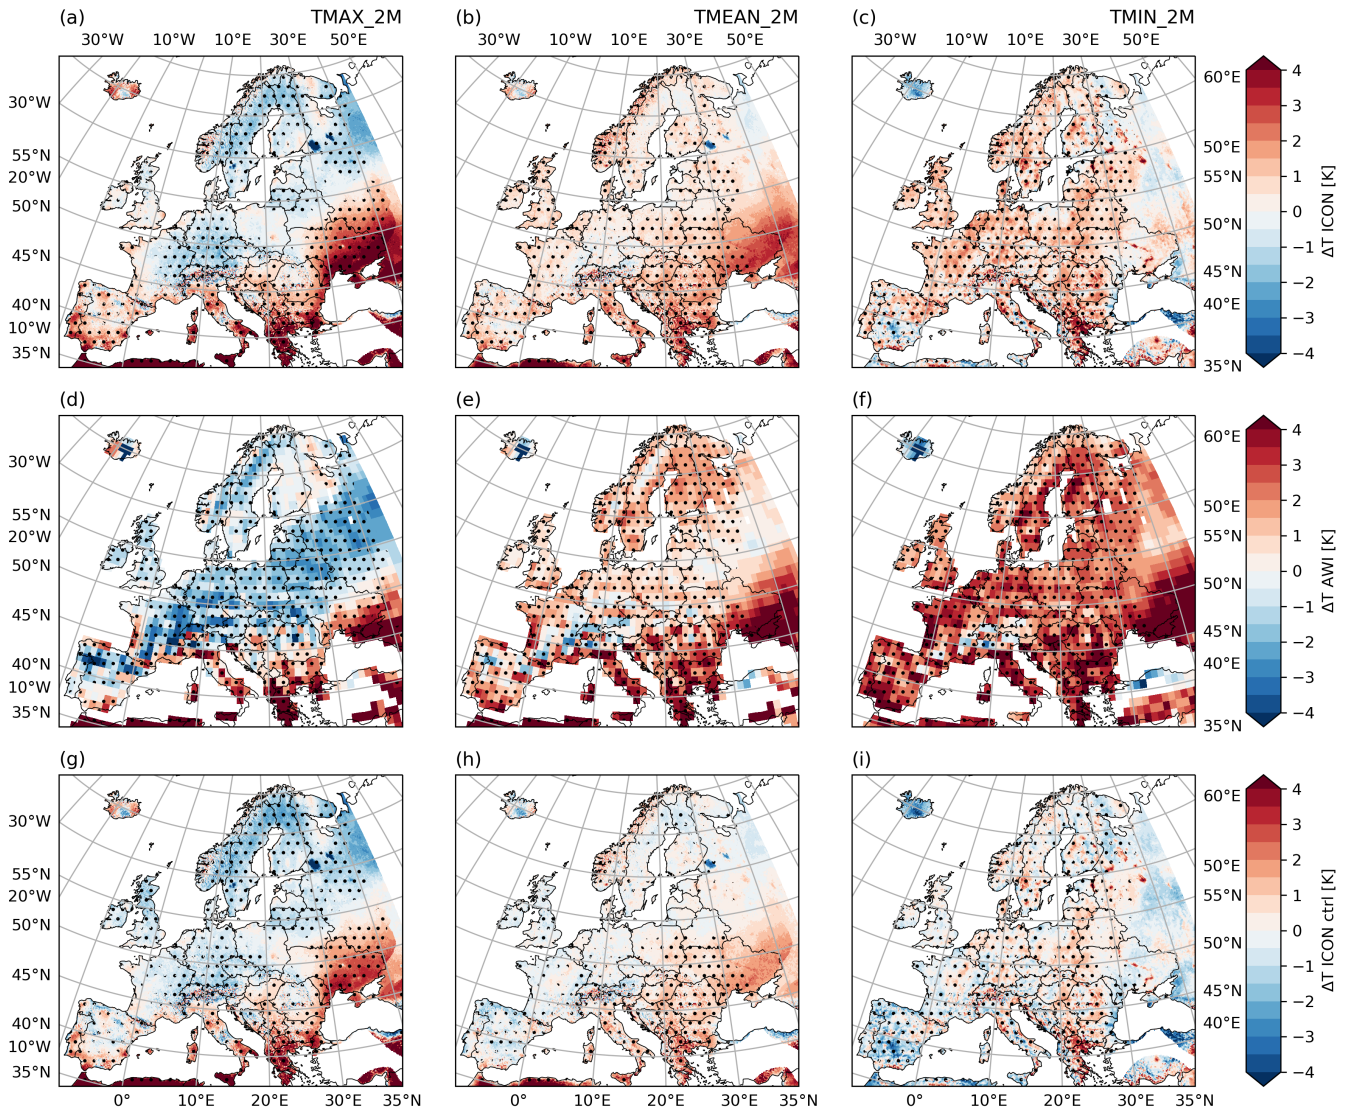 (a) TMAX_2M (b) TMEAN_2M (c) TMIN_2M
30°W 10°W 10°E 30°E 50°E 30°W 10°W 10°E 30°E 50°E 30°W 10°W 10°E 30°E 50°E
30°W
55°N
20°W
50°N
45°N
40°N
10°W
35°N
60°E
50°E
55°N
50°N
45°N
40°E
35°N
4
3
2
1
0
−1
−2
−3
−4
ΔT ICON [K]
(d) (e) (f)
30°W
55°N
20°W
50°N
45°N
40°N
10°W
35°N
60°E
50°E
55°N
50°N
45°N
40°E
35°N
4
3
2
1
0
−1
−2
−3
−4
ΔT AWI [K]
(g) (h) (i)
30°W
55°N
20°W
50°N
45°N
40°N
10°W
35°N
60°E
50°E
55°N
50°N
45°N
40°E
4
3
2
1
0
−1
−2
−3
−4
ΔT ICON ctrl [K]
0° 10°E 20°E 30°E 35°N 0° 10°E 20°E 30°E 35°N 0° 10°E 20°E 30°E 35°N